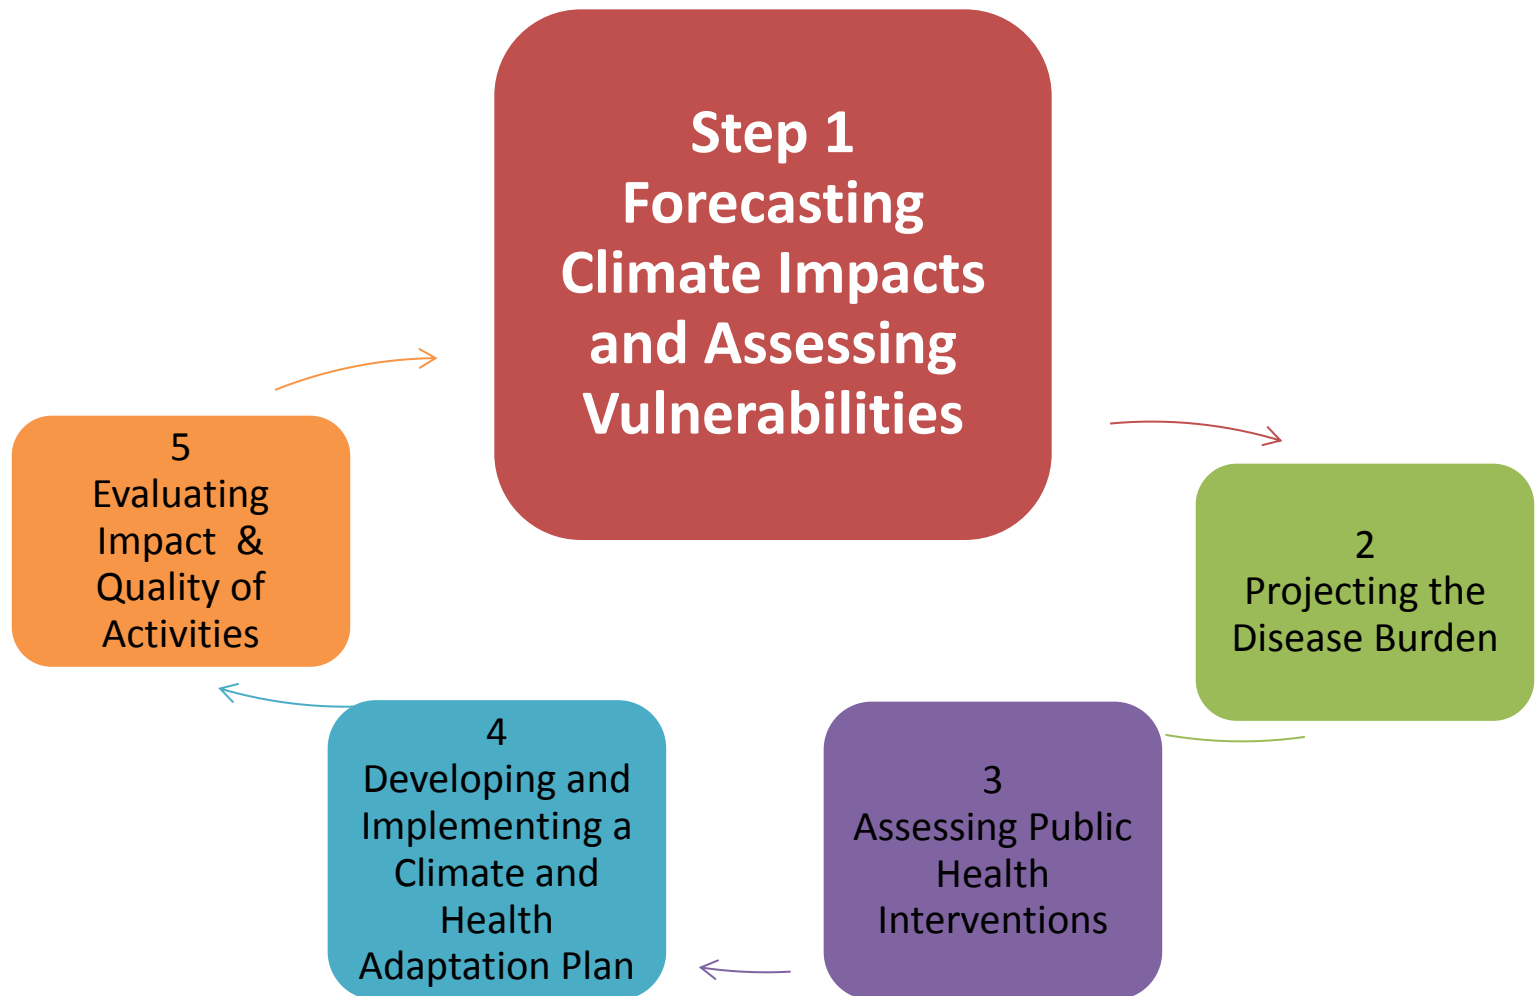 Step 1
Forecasting
Climate Impacts
and Assessing
Vulnerabilities
2
Projecting the
Disease Burden
3
Assessing Public
Health
Interventions
4
Developing and
Implementing a
Climate and
Health
Adaptation Plan
5
Evaluating
Impact  &
Quality of
Activities